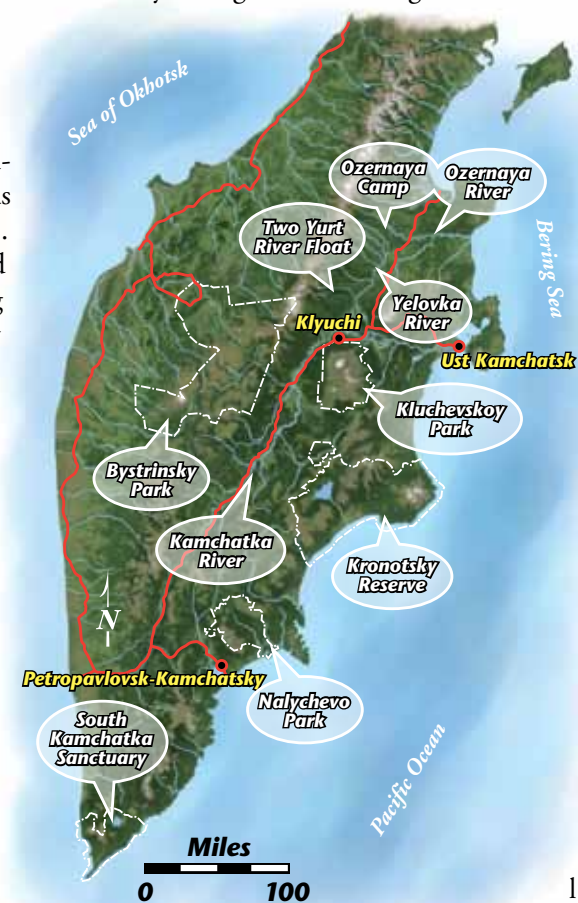 Sea of Okhotsk
Ozernaya
Camp
Ozernaya
River
Two Yurt
River Float
Bering Sea
Yelovka
River
Klyuchi
Ust Kamchatsk
Kluchevskoy
Park
Bystrinsky
Park
Kamchatka
River
Kronotsky
Reserve
N
Petropavlovsk-Kamchatsky
Nalychevo
Park
South
Kamchatka
Sanctuary
Pacific Ocean
Miles
0 100